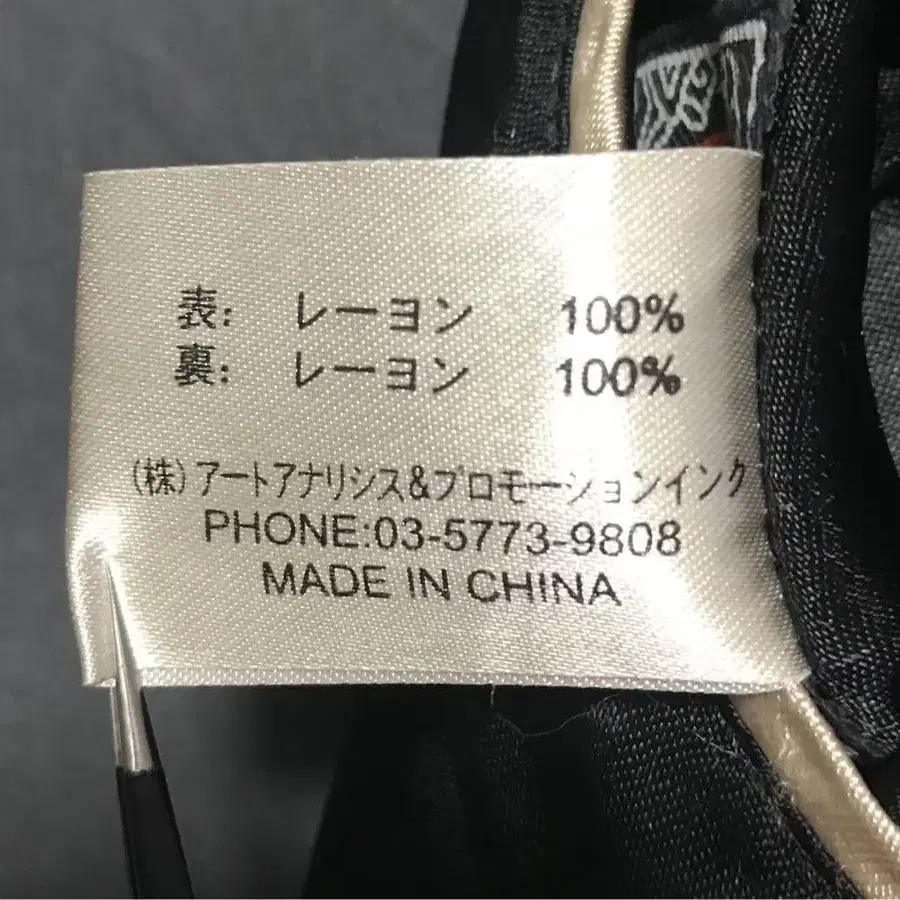 表: レーヨン 100%
裏: レーヨン 100%
(株)アートアナリシス&プロモーションインク
PHONE:03-5773-9808
MADE IN CHINA